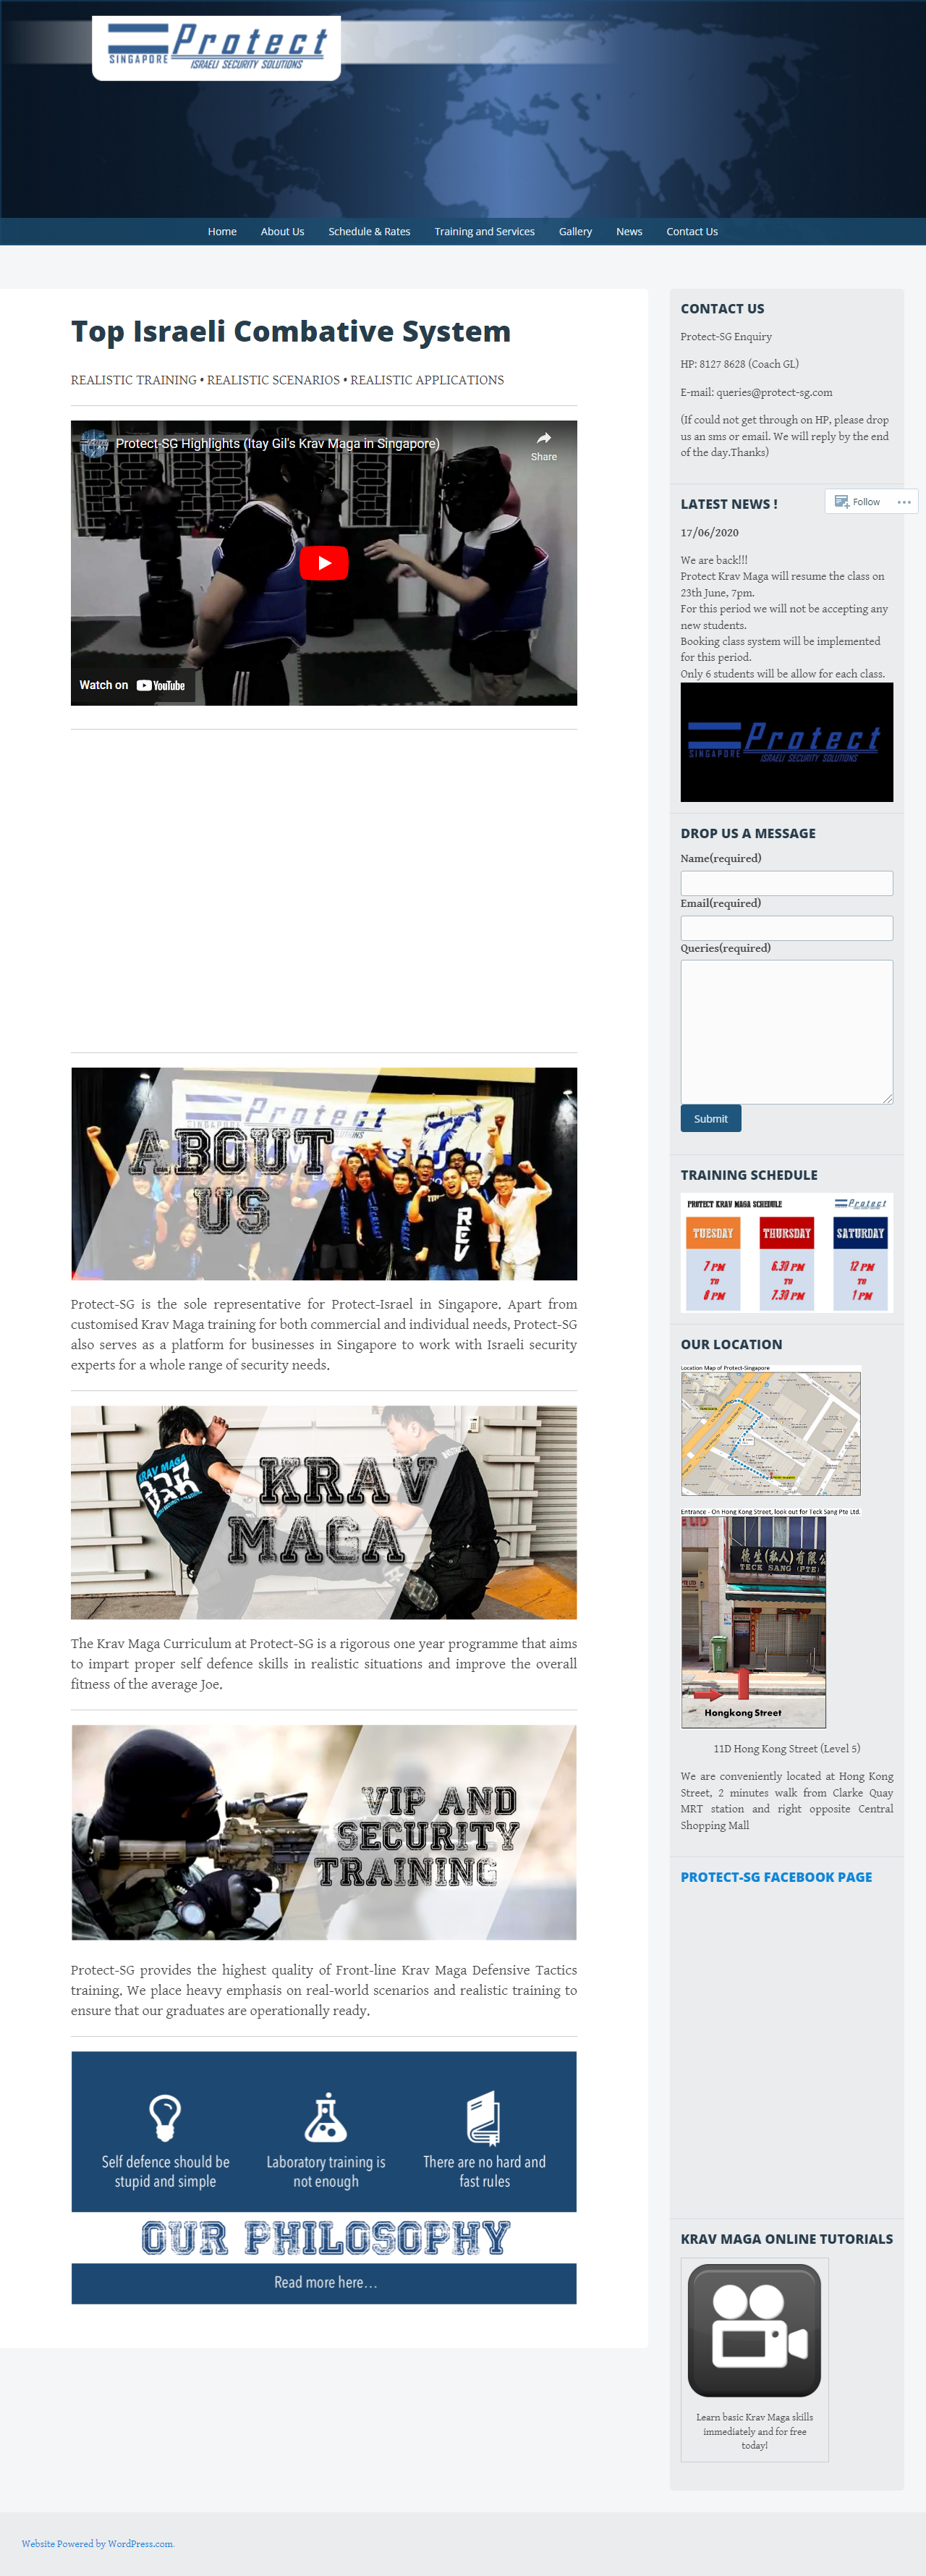 Protect
SINGAPORE
ISRAELI SECURITY SOLUTIONS
Home
About Us
Schedule & Rates
Training and Services
Gallery
News
Contact Us
Top Israeli Combative System
REALISTIC TRAINING • REALISTIC SCENARIOS • REALISTIC APPLICATIONS
Protect-SG Highlights (Itay Gil's Krav Maga in Singapore)
Share
Watch on YouTube
Protect
ABOUT
US
REV
Protect-SG is the sole representative for Protect-Israel in Singapore. Apart from
customised Krav Maga training for both commercial and individual needs, Protect-SG
also serves as a platform for businesses in Singapore to work with Israeli security
experts for a whole range of security needs.
KRAV MAGA
KRAV
MAGA
The Krav Maga Curriculum at Protect-SG is a rigorous one year programme that aims
to impart proper self defence skills in realistic situations and improve the overall
fitness of the average Joe.
VIP AND
SECURITY
TRAINING
Protect-SG provides the highest quality of Front-line Krav Maga Defensive Tactics
training. We place heavy emphasis on real-world scenarios and realistic training to
ensure that our graduates are operationally ready.
Self defence should be
stupid and simple
Laboratory training is
not enough
There are no hard and
fast rules
OUR PHILOSOPHY
Read more here…
CONTACT US
Protect-SG Enquiry
HP: 8127 8628 (Coach GL)
E-mail: queries@protect-sg.com
(If could not get through on HP, please drop
us an sms or email. We will reply by the end
of the day.Thanks)
Follow
LATEST NEWS !
17/06/2020
We are back!!!
Protect Krav Maga will resume the class on
23th June, 7pm.
For this period we will not be accepting any
new students.
Booking class system will be implemented
for this period.
Only 6 students will be allow for each class.
Protect
SINGAPORE
ISRAELI SECURITY SOLUTIONS
DROP US A MESSAGE
Name(required)
Email(required)
Queries(required)
Submit
TRAINING SCHEDULE
PROTECT KRAV MAGA SCHEDULE
Protect
TUESDAY
THURSDAY
SATURDAY
7 PM
TO
8 PM
6.30 PM
TO
7.30 PM
12 PM
TO
1 PM
OUR LOCATION
Location Map of Protect-Singapore
Entrance - On Hong Kong Street, look out for Teck Sang Pte Ltd.
德生(私人)有限公
TECK SANG (PTE)
Hongkong Street
11D Hong Kong Street (Level 5)
We are conveniently located at Hong Kong
Street, 2 minutes walk from Clarke Quay
MRT station and right opposite Central
Shopping Mall
PROTECT-SG FACEBOOK PAGE
KRAV MAGA ONLINE TUTORIALS
Learn basic Krav Maga skills
immediately and for free
today!
Website Powered by WordPress.com.